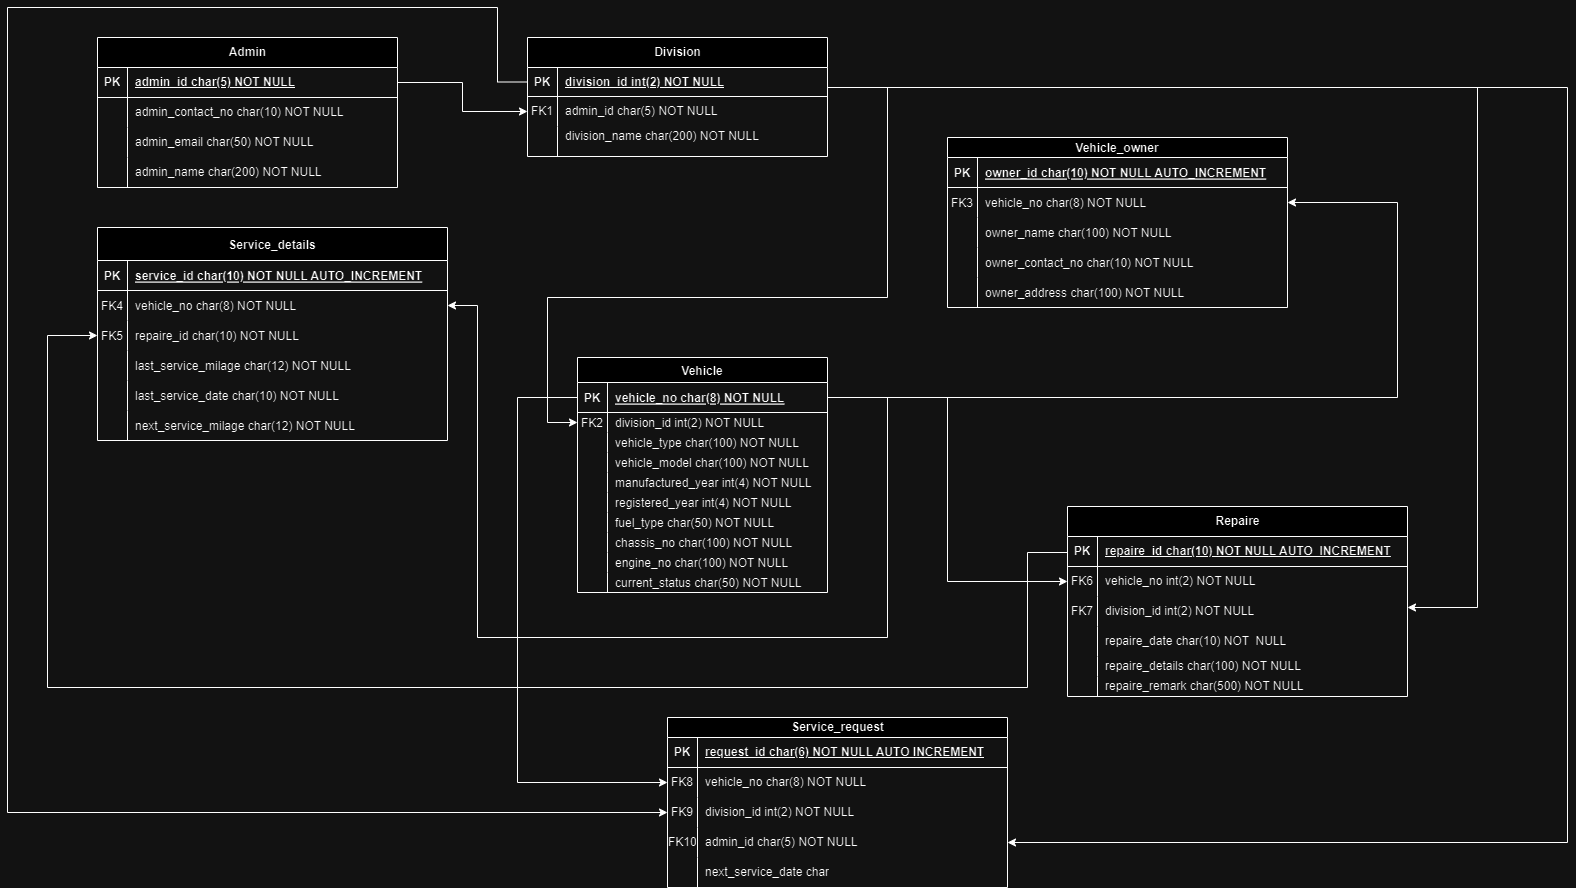 Admin
PK admin_id char(5) NOT NULL
admin_contact_no char(10) NOT NULL
admin_email char(50) NOT NULL
admin_name char(200) NOT NULL
Division
PK division_id int(2) NOT NULL
FK1 admin_id char(5) NOT NULL
division_name char(200) NOT NULL
Vehicle_owner
PK owner_id char(10) NOT NULL AUTO_INCREMENT
FK3 vehicle_no char(8) NOT NULL
owner_name char(100) NOT NULL
owner_contact_no char(10) NOT NULL
owner_address char(100) NOT NULL
Service_details
PK service_id char(10) NOT NULL AUTO_INCREMENT
FK4 vehicle_no char(8) NOT NULL
FK5 repaire_id char(10) NOT NULL
last_service_milage char(12) NOT NULL
last_service_date char(10) NOT NULL
next_service_milage char(12) NOT NULL
Vehicle
PK vehicle_no char(8) NOT NULL
FK2 division_id int(2) NOT NULL
vehicle_type char(100) NOT NULL
vehicle_model char(100) NOT NULL
manufactured_year int(4) NOT NULL
registered_year int(4) NOT NULL
fuel_type char(50) NOT NULL
chassis_no char(100) NOT NULL
engine_no char(100) NOT NULL
current_status char(50) NOT NULL
Repaire
PK repaire_id char(10) NOT NULL AUTO_INCREMENT
FK6 vehicle_no int(2) NOT NULL
FK7 division_id int(2) NOT NULL
repaire_date char(10) NOT NULL
repaire_details char(100) NOT NULL
repaire_remark char(500) NOT NULL
Service_request
PK request_id char(6) NOT NULL AUTO INCREMENT
FK8 vehicle_no char(8) NOT NULL
FK9 division_id int(2) NOT NULL
FK10 admin_id char(5) NOT NULL
next_service_date char